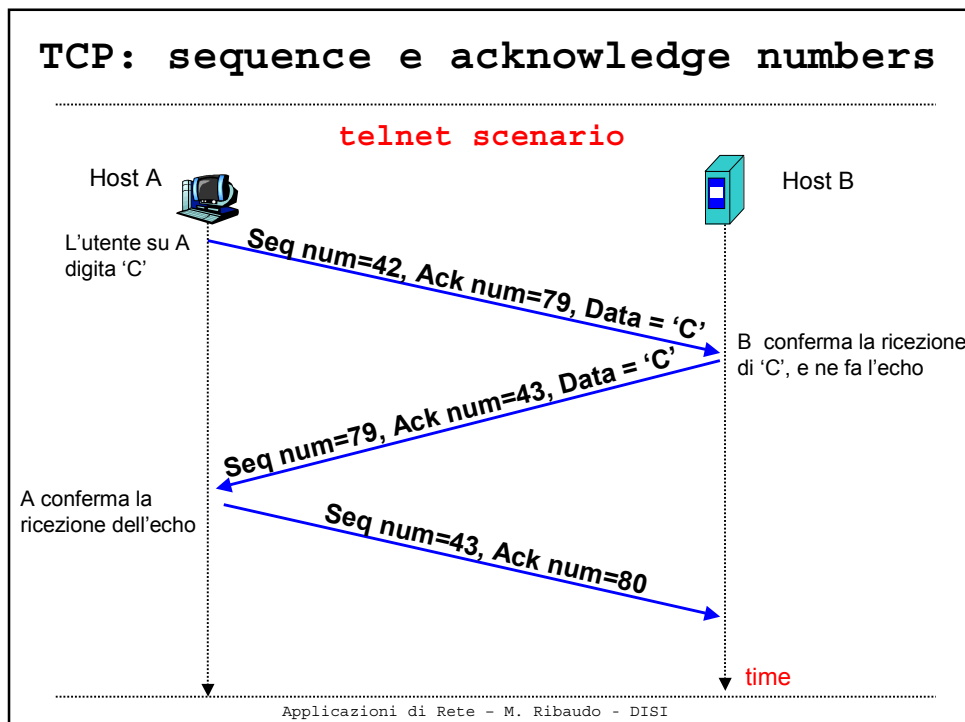 TCP: sequence e acknowledge numbers
telnet scenario
Host A
Host B
L’utente su A
digita ‘C’
Seq num=42, Ack num=79, Data = ‘C’
B conferma la ricezione
di ‘C’, e ne fa l’echo
Seq num=79, Ack num=43, Data = ‘C’
A conferma la
ricezione dell’echo
Seq num=43, Ack num=80
time
Applicazioni di Rete – M. Ribaudo - DISI